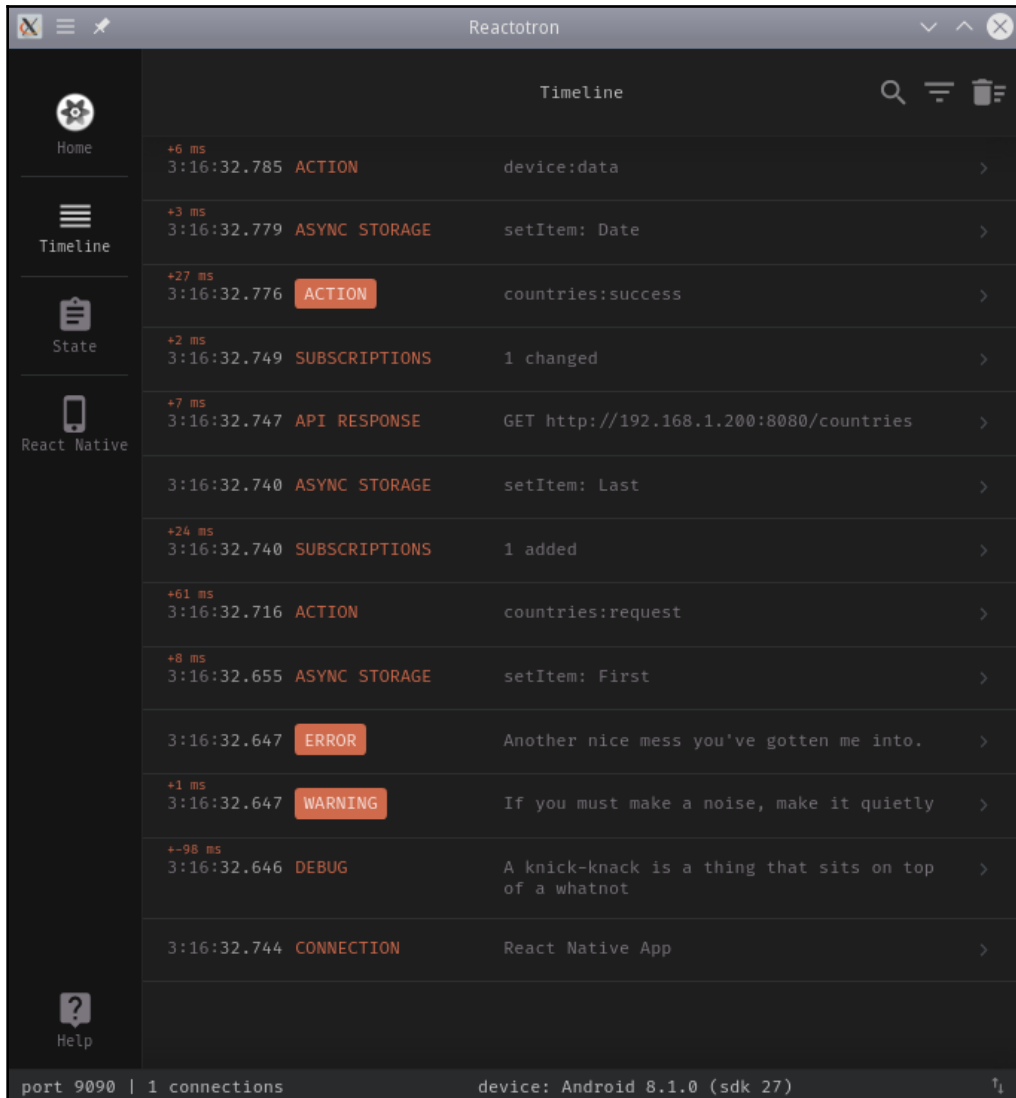 Reactotron
Timeline
Home
Timeline
State
React Native
Help
+6 ms
3:16:32.785 ACTION device:data
+3 ms
3:16:32.779 ASYNC STORAGE setItem: Date
+27 ms
3:16:32.776 ACTION countries:success
+2 ms
3:16:32.749 SUBSCRIPTIONS 1 changed
+7 ms
3:16:32.747 API RESPONSE GET http://192.168.1.200:8080/countries
3:16:32.740 ASYNC STORAGE setItem: Last
+24 ms
3:16:32.740 SUBSCRIPTIONS 1 added
+61 ms
3:16:32.716 ACTION countries:request
+8 ms
3:16:32.655 ASYNC STORAGE setItem: First
3:16:32.647 ERROR Another nice mess you've gotten me into.
+1 ms
3:16:32.647 WARNING If you must make a noise, make it quietly
+-98 ms
3:16:32.646 DEBUG A knick-knack is a thing that sits on top
of a whatnot
3:16:32.744 CONNECTION React Native App
port 9090 | 1 connections device: Android 8.1.0 (sdk 27)